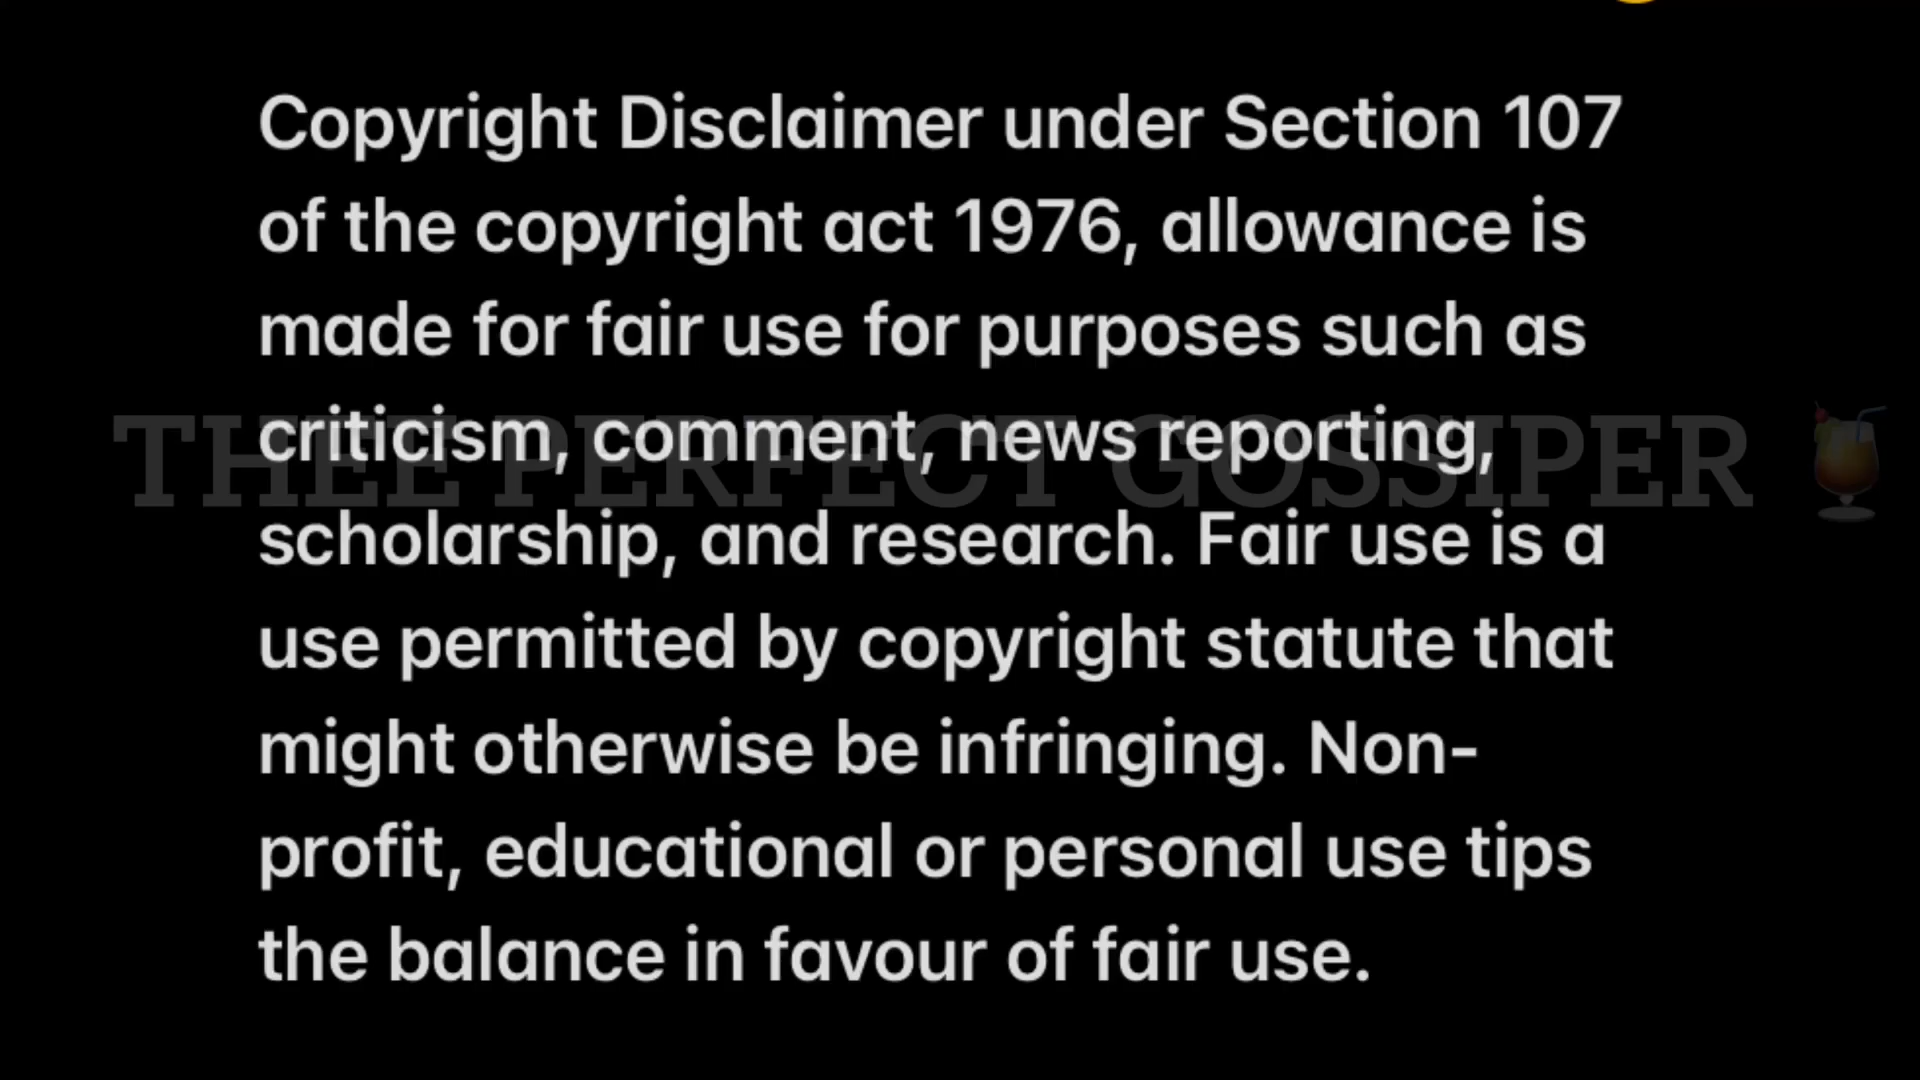 Copyright Disclaimer under Section 107
of the copyright act 1976, allowance is
made for fair use for purposes such as
criticism, comment, news reporting,
THEE PERFECT GOSSIPER
scholarship, and research. Fair use is a
use permitted by copyright statute that
might otherwise be infringing. Non-
profit, educational or personal use tips
the balance in favour of fair use.